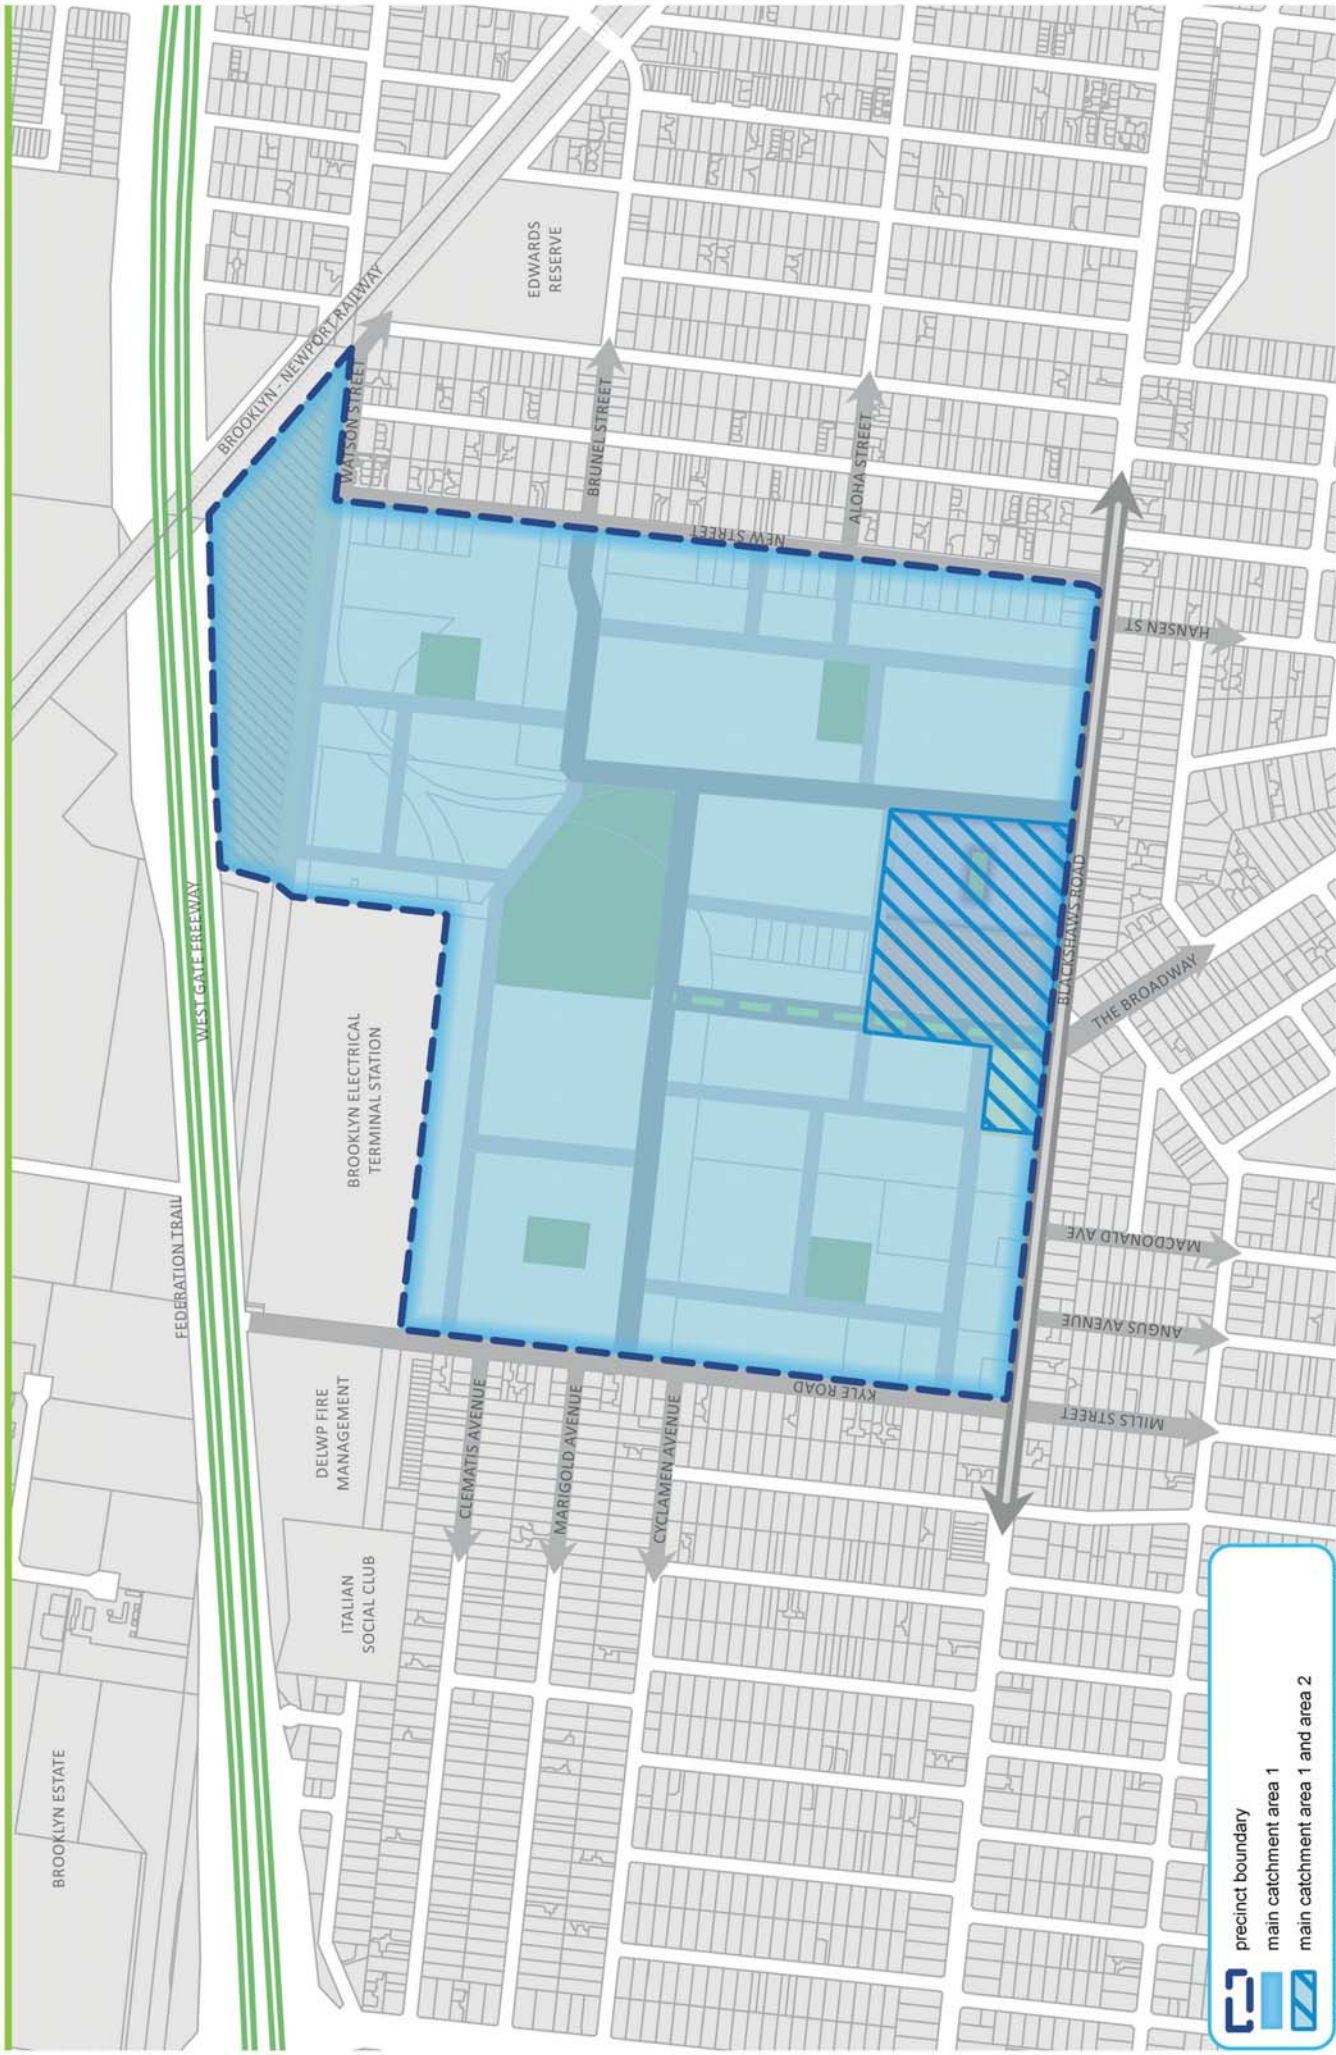 BROOKLYN ESTATE
FEDERATION TRAIL
WEST GATE FREEWAY
BROOKLYN - NEWPORT RAILWAY
ITALIAN
SOCIAL CLUB
DELWP FIRE
MANAGEMENT
BROOKLYN ELECTRICAL
TERMINAL STATION
WATSON STREET
EDWARDS
RESERVE
CLEMATIS AVENUE
MARIGOLD AVENUE
CYCLAMEN AVENUE
BRUNEL STREET
NEW STREET
ALOHA STREET
KYLE ROAD
BLACKSHAWS ROAD
MILLS STREET
ANGUS AVENUE
MACDONALD AVE
THE BROADWAY
HANSEN ST
precinct boundary
main catchment area 1
main catchment area 1 and area 2